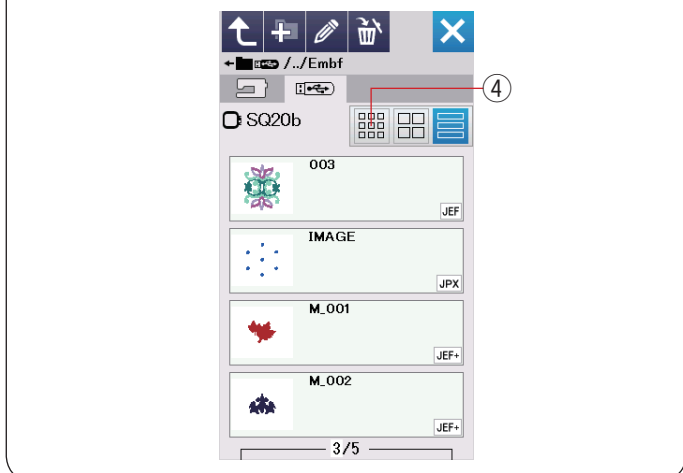 /../Embf
④
SQ20b
003
JEF
IMAGE
JPX
M_001
JEF+
M_002
JEF+
3/5